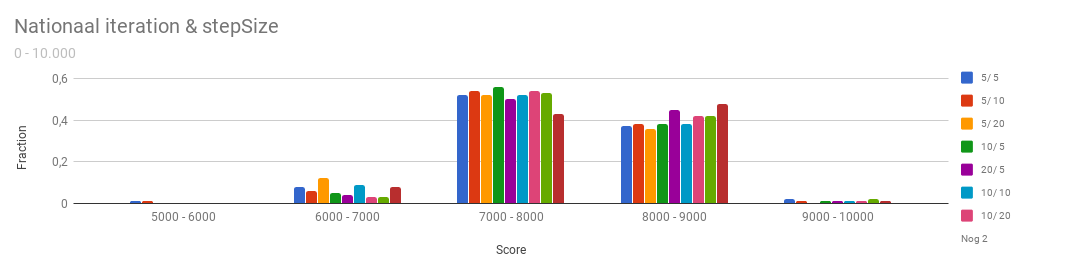 Nationaal iteration & stepSize
0 - 10.000
0,6
0,4
0,2
0
Fraction
5000 - 6000
6000 - 7000
7000 - 8000
8000 - 9000
9000 - 10000
Score
5/ 5
5/ 10
5/ 20
10/ 5
20/ 5
10/ 10
10/ 20
Nog 2